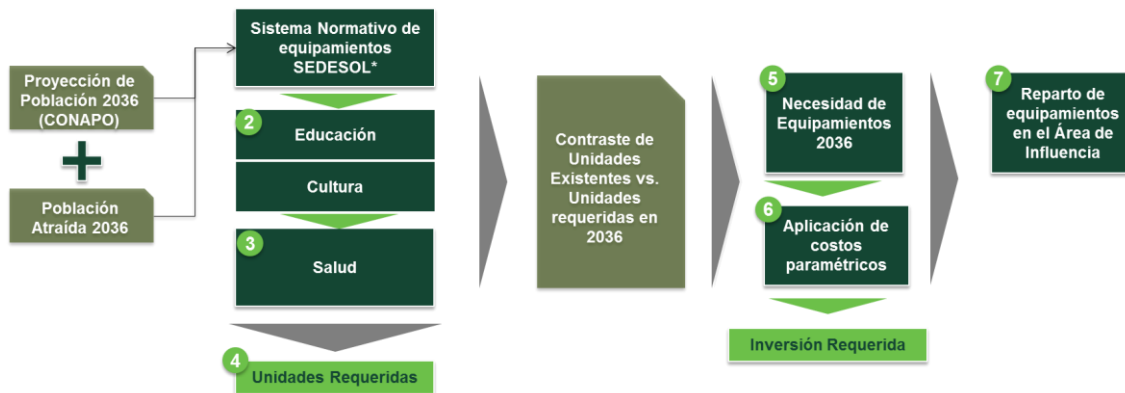 Proyección de
Población 2036
(CONAPO)
Población
Atraída 2036
Sistema Normativo de
equipamientos
SEDESOL*
2
Educación
Cultura
3
Salud
4
Unidades Requeridas
Contraste de
Unidades
Existentes vs.
Unidades
requeridas en
2036
5
Necesidad de
Equipamientos
2036
6
Aplicación de
costos
paramétricos
Inversión Requerida
7
Reparto de
equipamientos
en el Área de
Influencia